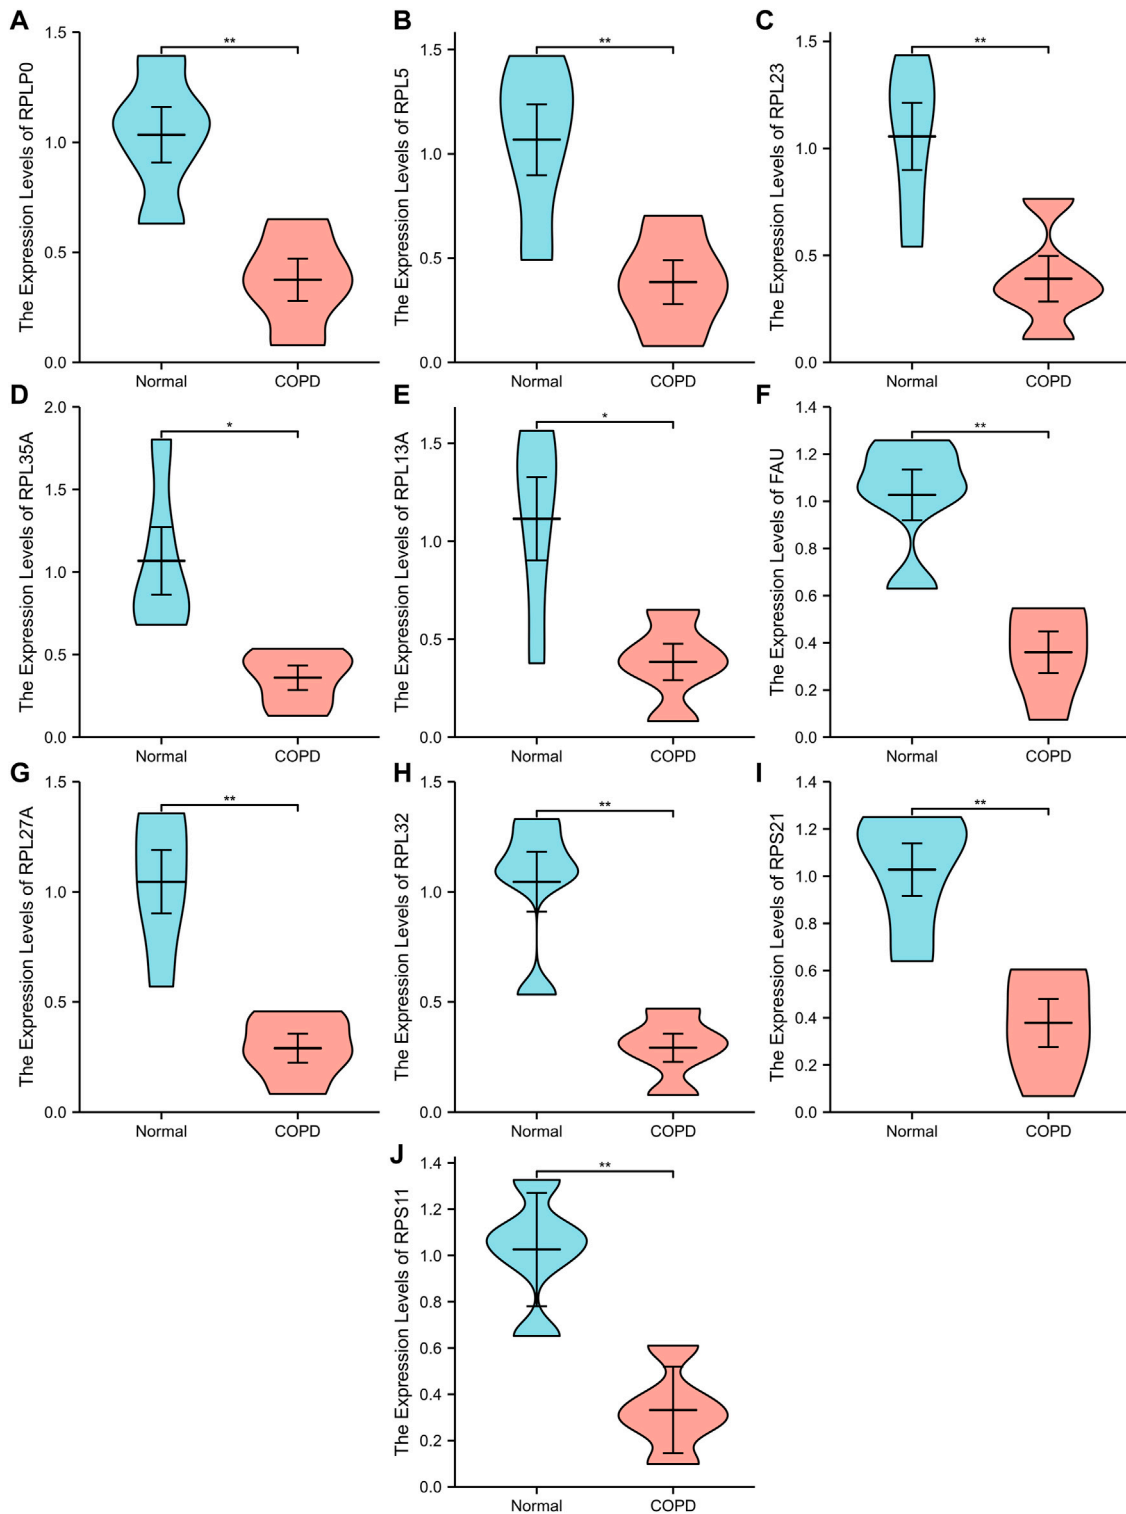 A
The Expression Levels of RPLP0
1.5
1.0
0.5
0.0
**
Normal COPD
B
The Expression Levels of RPL5
1.5
1.0
0.5
0.0
**
Normal COPD
C
The Expression Levels of RPL23
1.5
1.0
0.5
0.0
**
Normal COPD
D
The Expression Levels of RPL35A
2.0
1.5
1.0
0.5
0.0
*
Normal COPD
E
The Expression Levels of RPL13A
1.5
1.0
0.5
0.0
*
Normal COPD
F
The Expression Levels of FAU
1.4
1.2
1.0
0.8
0.6
0.4
0.2
0.0
**
Normal COPD
G
The Expression Levels of RPL27A
1.5
1.0
0.5
0.0
**
Normal COPD
H
The Expression Levels of RPL32
1.5
1.0
0.5
0.0
**
Normal COPD
I
The Expression Levels of RPS21
1.4
1.2
1.0
0.8
0.6
0.4
0.2
0.0
**
Normal COPD
J
The Expression Levels of RPS11
1.4
1.2
1.0
0.8
0.6
0.4
0.2
0.0
**
Normal COPD